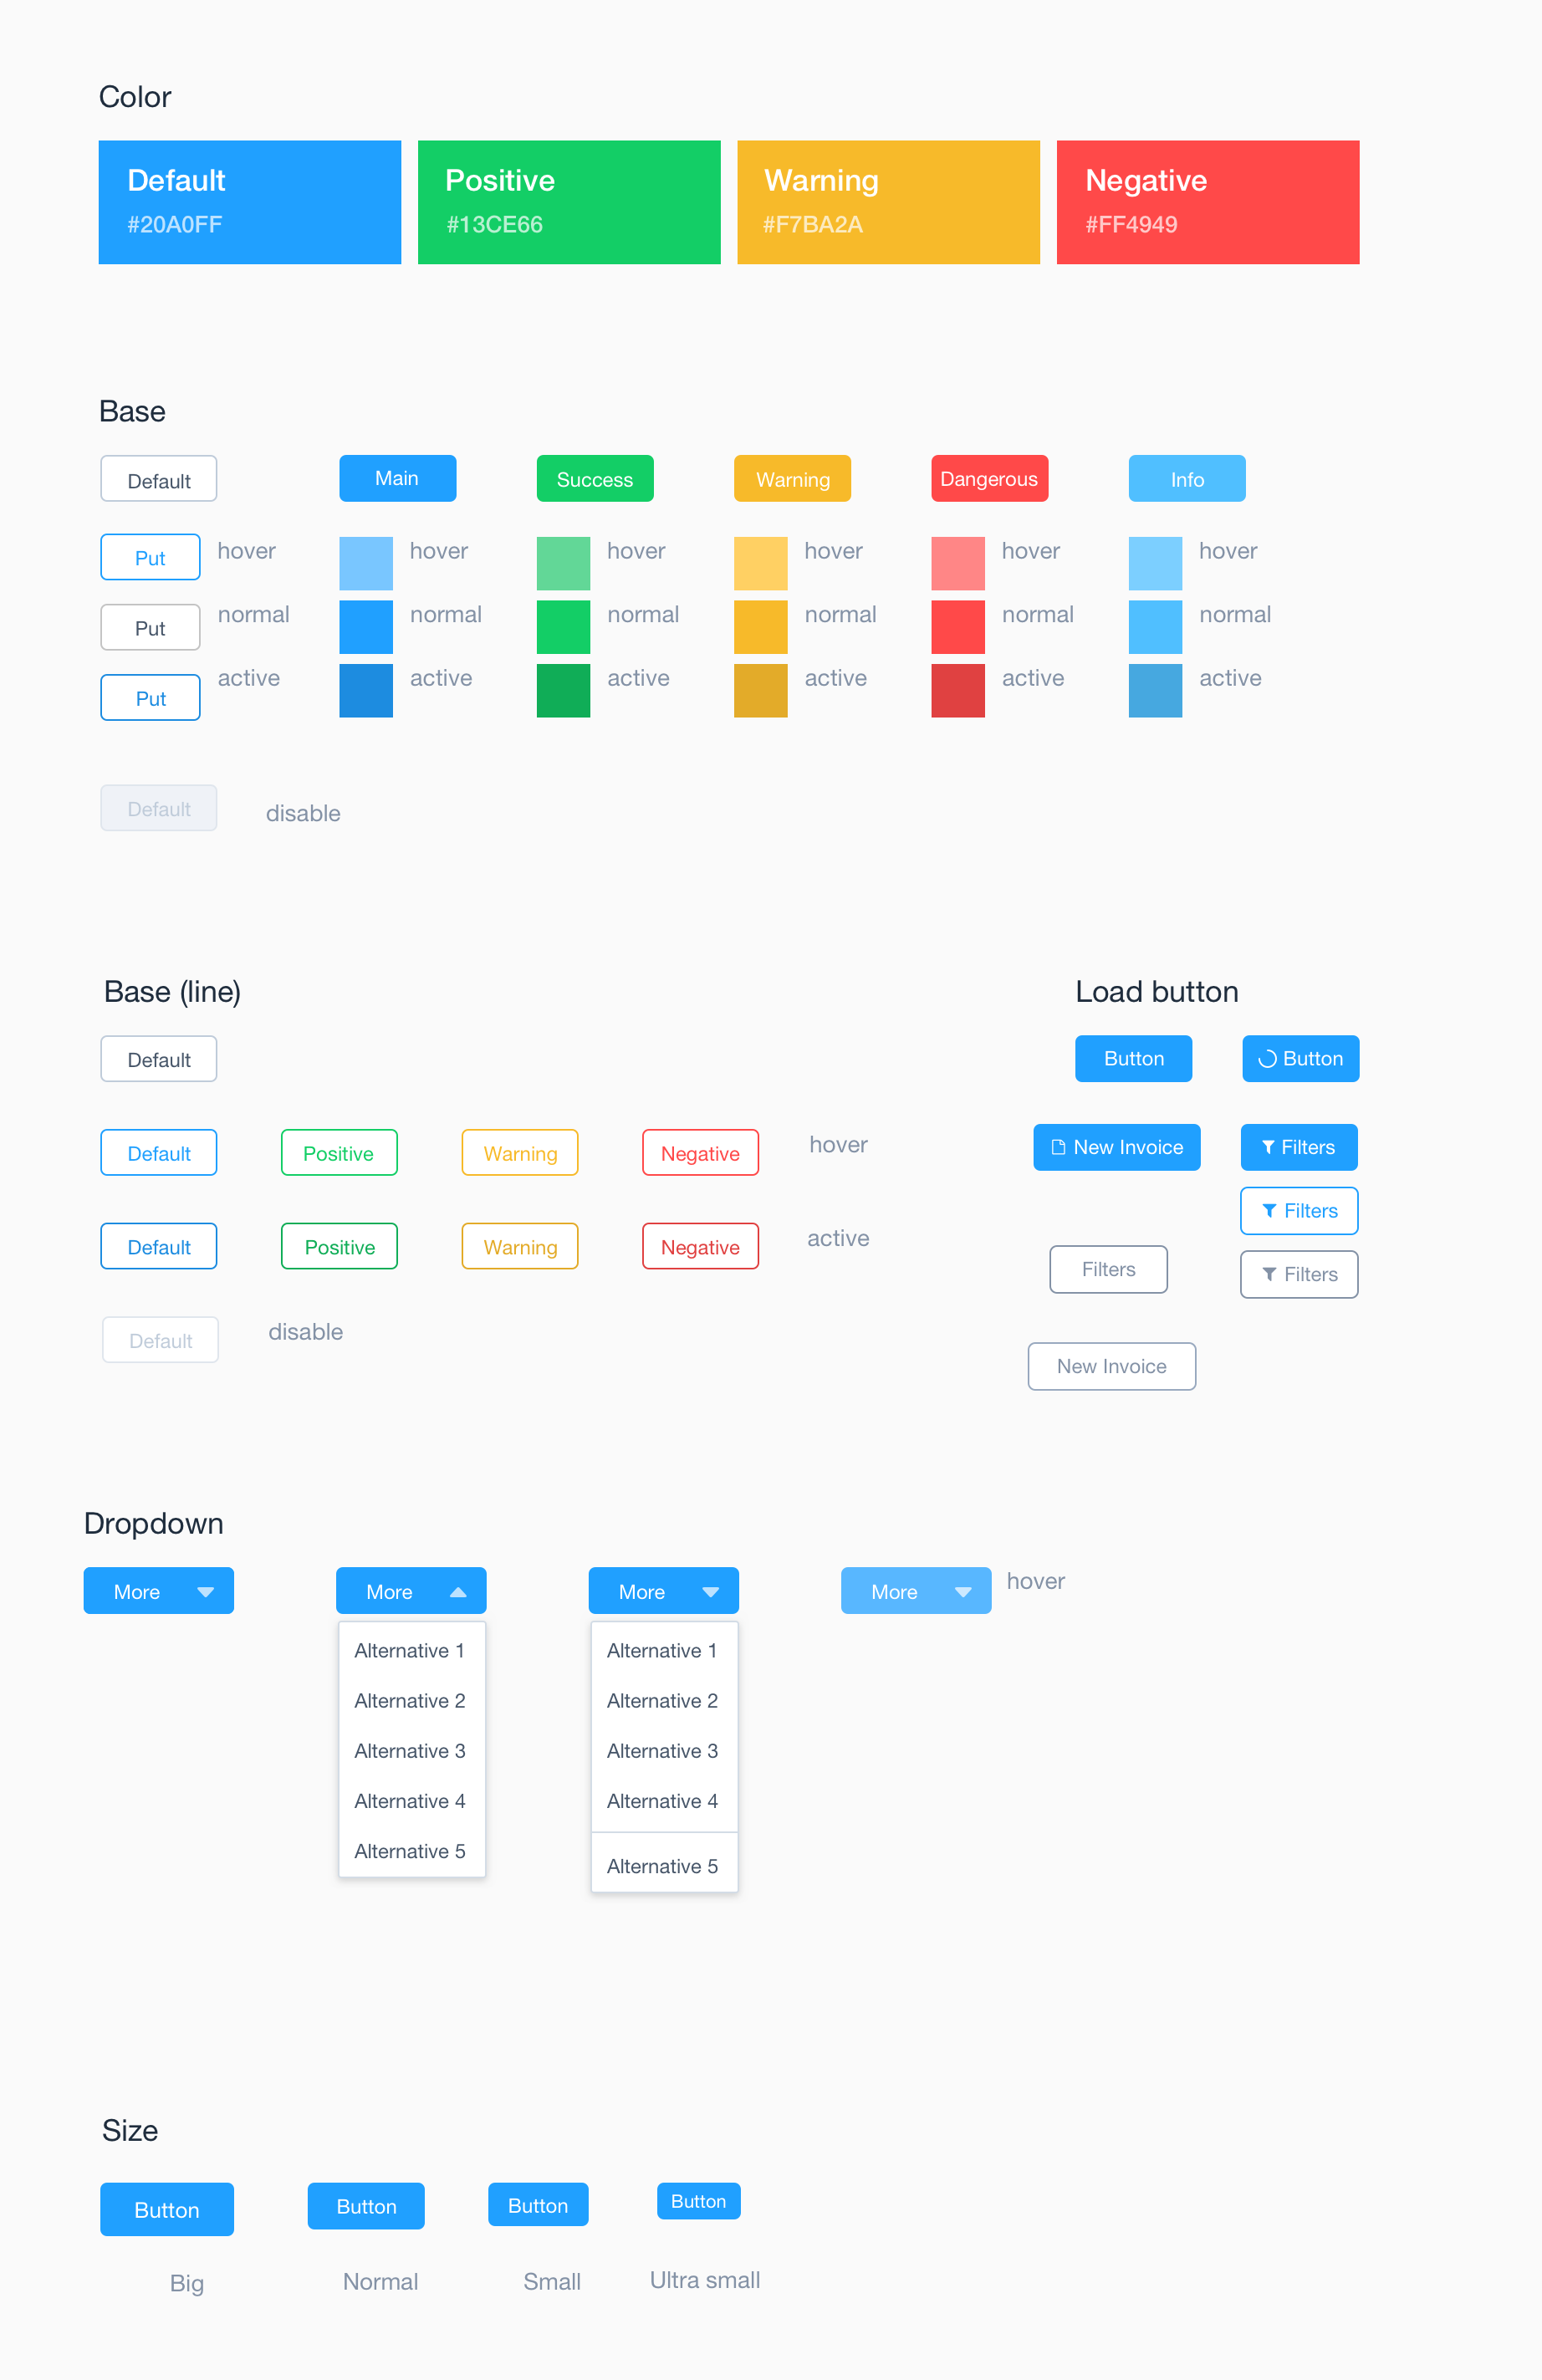 Color
Default
#20A0FF
Positive
#13CE66
Warning
#F7BA2A
Negative
#FF4949
Base
Default
Main
Success
Warning
Dangerous
Info
Put hover
hover
hover
hover
hover
hover
Put normal
normal
normal
normal
normal
normal
Put active
active
active
active
active
active
Default
disable
Base (line)
Default
Default
Positive
Warning
Negative
hover
Default
Positive
Warning
Negative
active
Default
disable
Load button
Button
Button
New Invoice
Filters
Filters
Filters
Filters
New Invoice
Dropdown
More
More
Alternative 1
Alternative 2
Alternative 3
Alternative 4
Alternative 5
More
Alternative 1
Alternative 2
Alternative 3
Alternative 4
Alternative 5
More
hover
Size
Button
Button
Button
Button
Big
Normal
Small
Ultra small